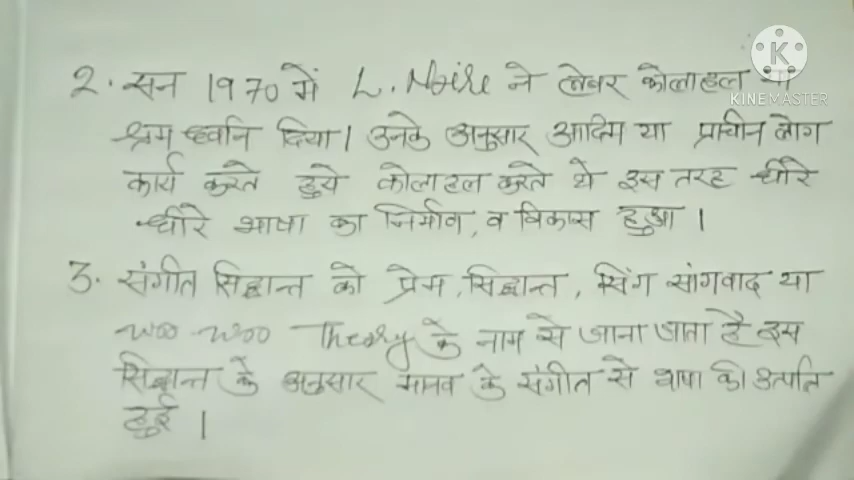 2. सन 1970 में L. Noire ने लेवर कोलाहल
श्रम ध्वनि दिया। उनके अनुसार आदिम या प्राचीन लोग
कार्य करते हुये कोलाहल करते थे इस तरह धीरे
धीरे भाषा का निर्माण, व विकास हुआ।
3. संगीत सिद्धान्त को प्रेम, सिद्धान्त, सिंग सांगवाद या
woo-woo Theory के नाम से जाना जाता है इस
सिद्धान्त के अनुसार मानव के संगीत से भाषा की उत्पति
हुई।
KINEMASTER